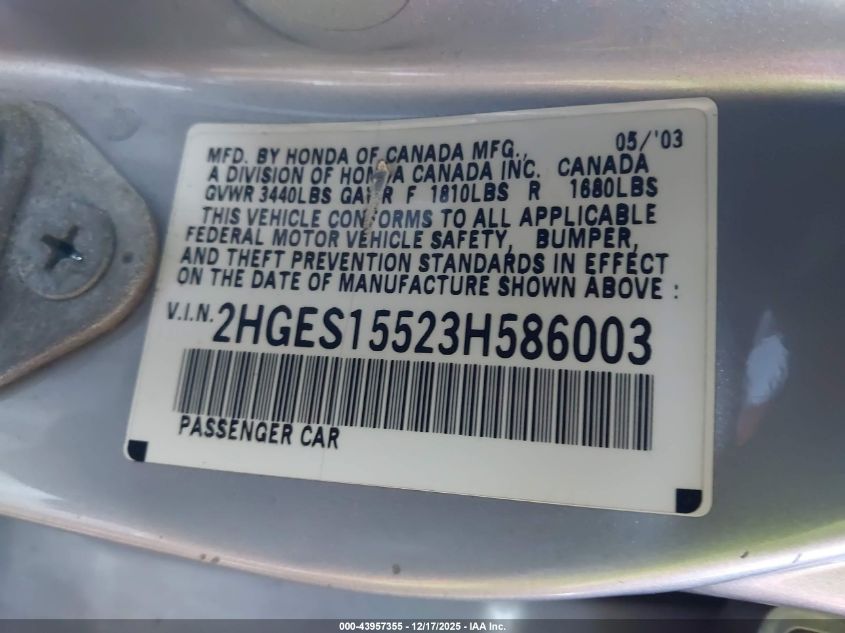 MFD. BY HONDA OF CANADA MFG., 05/'03
A DIVISION OF HONDA CANADA INC. CANADA
GVWR 3440LBS GAWR F 1810LBS R 1680LBS
THIS VEHICLE CONFORMS TO ALL APPLICABLE
FEDERAL MOTOR VEHICLE SAFETY, BUMPER,
AND THEFT PREVENTION STANDARDS IN EFFECT
ON THE DATE OF MANUFACTURE SHOWN ABOVE :
V.I.N. 2HGES15523H586003
PASSENGER CAR
000-43957355 - 12/17/2025 - IAA Inc.